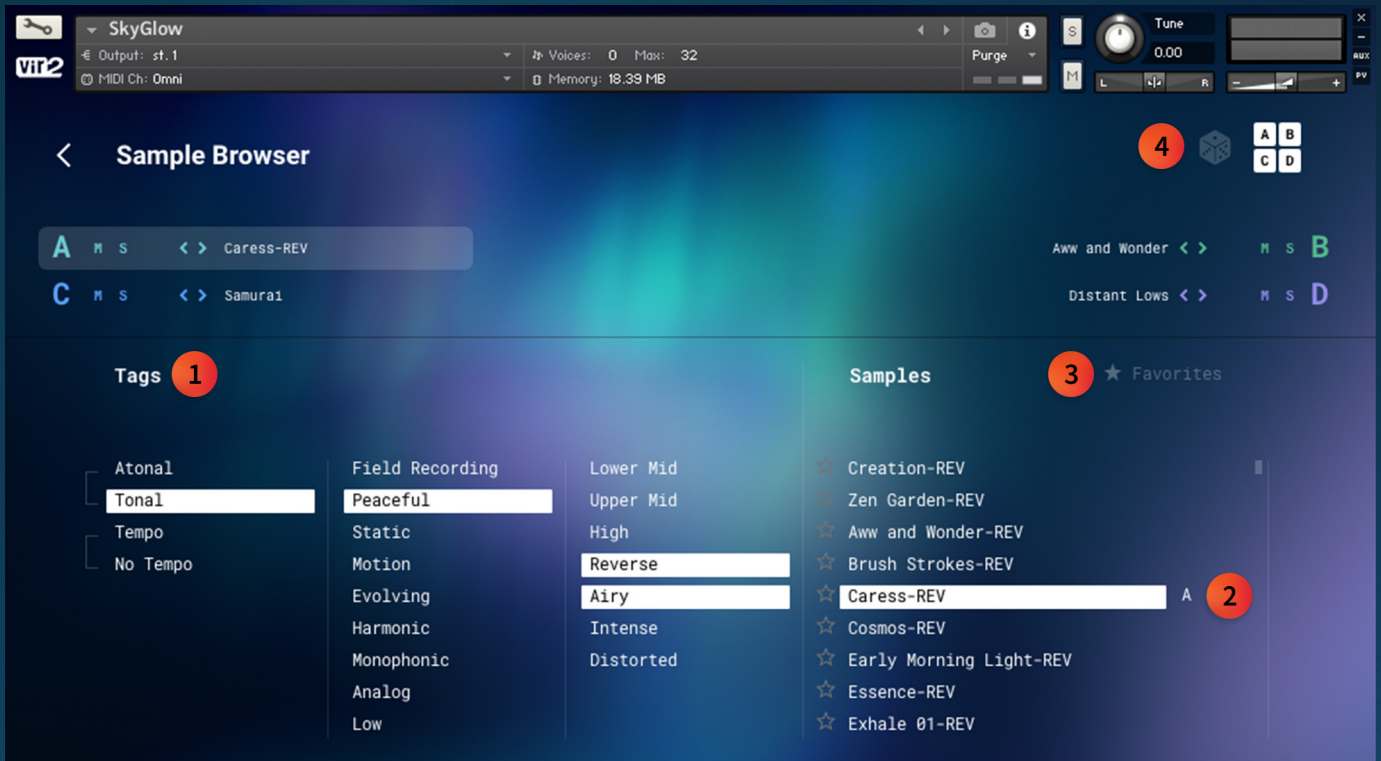 SkyGlow
Output: st. 1
Voices: 0 Max: 32
Purge
MIDI Ch: Omni
Memory: 18.39 MB
S
M
Tune
0.00
L R
- +
x
-
AUX
PV
Vir2
Sample Browser
4
A B
C D
A M S < > Caress-REV
Aww and Wonder < > M S B
C M S < > Samurai
Distant Lows < > M S D
Tags 1
Samples
3 ★ Favorites
Atonal
Tonal
Tempo
No Tempo
Field Recording
Peaceful
Static
Motion
Evolving
Harmonic
Monophonic
Analog
Low
Lower Mid
Upper Mid
High
Reverse
Airy
Intense
Distorted
Creation-REV
Zen Garden-REV
Aww and Wonder-REV
Brush Strokes-REV
Caress-REV A 2
Cosmos-REV
Early Morning Light-REV
Essence-REV
Exhale 01-REV